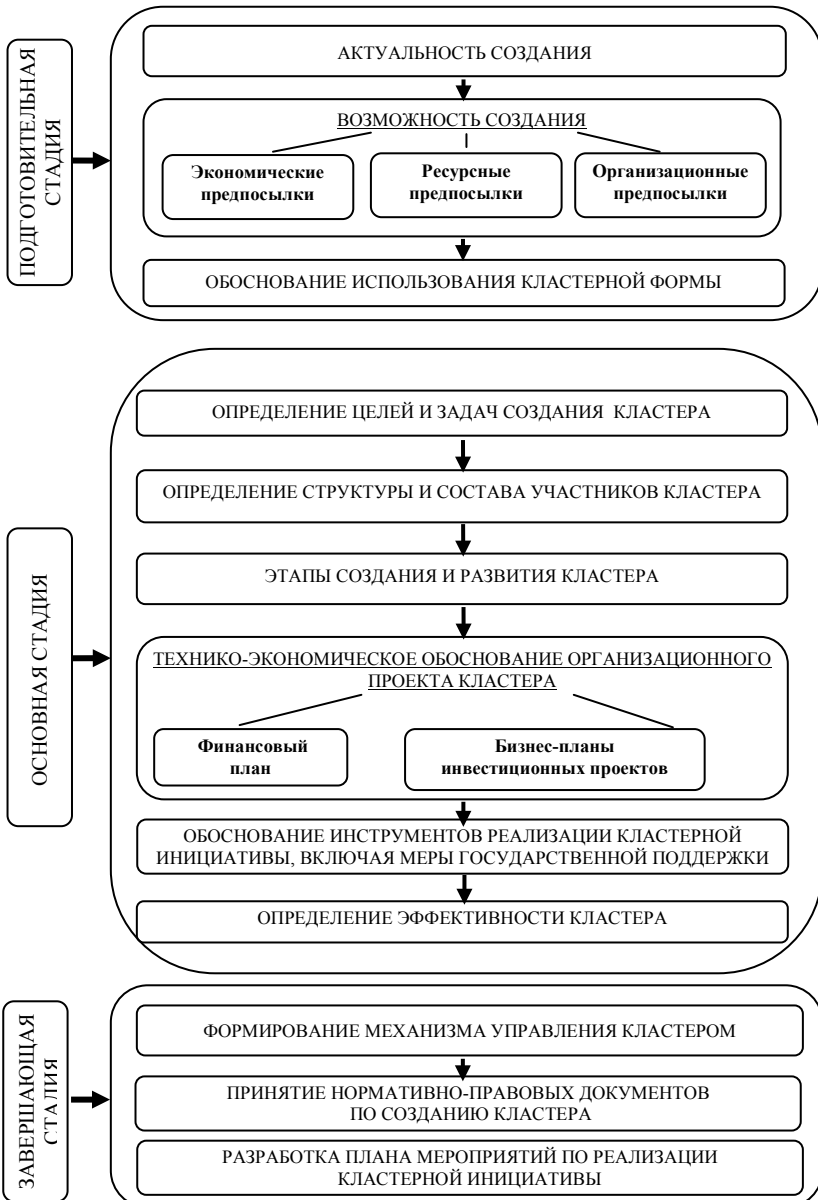 ПОДГОТОВИТЕЛЬНАЯ
СТАДИЯ
АКТУАЛЬНОСТЬ СОЗДАНИЯ
ВОЗМОЖНОСТЬ СОЗДАНИЯ
Экономические
предпосылки
Ресурсные
предпосылки
Организационные
предпосылки
ОБОСНОВАНИЕ ИСПОЛЬЗОВАНИЯ КЛАСТЕРНОЙ ФОРМЫ
ОСНОВНАЯ СТАДИЯ
ОПРЕДЕЛЕНИЕ ЦЕЛЕЙ И ЗАДАЧ СОЗДАНИЯ КЛАСТЕРА
ОПРЕДЕЛЕНИЕ СТРУКТУРЫ И СОСТАВА УЧАСТНИКОВ КЛАСТЕРА
ЭТАПЫ СОЗДАНИЯ И РАЗВИТИЯ КЛАСТЕРА
ТЕХНИКО-ЭКОНОМИЧЕСКОЕ ОБОСНОВАНИЕ ОРГАНИЗАЦИОННОГО
ПРОЕКТА КЛАСТЕРА
Финансовый
план
Бизнес-планы
инвестиционных проектов
ОБОСНОВАНИЕ ИНСТРУМЕНТОВ РЕАЛИЗАЦИИ КЛАСТЕРНОЙ
ИНИЦИАТИВЫ, ВКЛЮЧАЯ МЕРЫ ГОСУДАРСТВЕННОЙ ПОДДЕРЖКИ
ОПРЕДЕЛЕНИЕ ЭФФЕКТИВНОСТИ КЛАСТЕРА
ЗАВЕРШАЮЩАЯ
СТАЛИЯ
ФОРМИРОВАНИЕ МЕХАНИЗМА УПРАВЛЕНИЯ КЛАСТЕРОМ
ПРИНЯТИЕ НОРМАТИВНО-ПРАВОВЫХ ДОКУМЕНТОВ
ПО СОЗДАНИЮ КЛАСТЕРА
РАЗРАБОТКА ПЛАНА МЕРОПРИЯТИЙ ПО РЕАЛИЗАЦИИ
КЛАСТЕРНОЙ ИНИЦИАТИВЫ